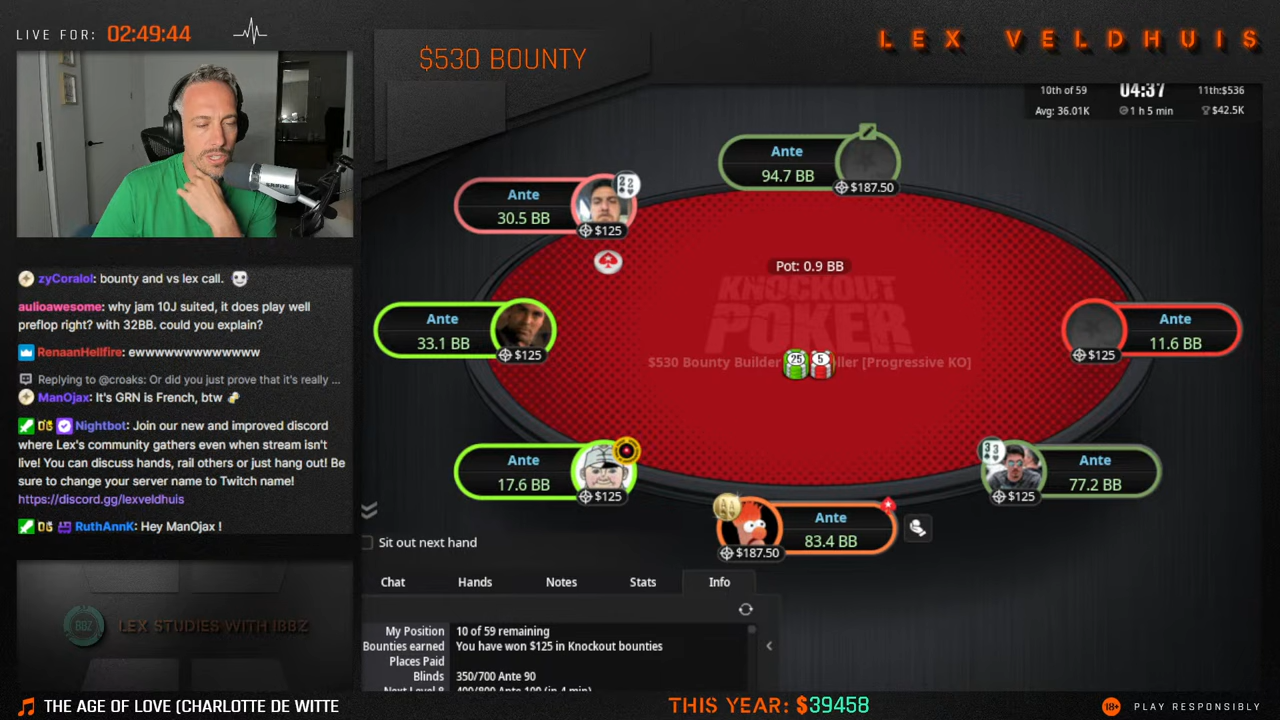 LIVE FOR: 02:49:44
$530 BOUNTY
LEX VELDHUIS
10th of 59
04:37
11th:$536
Avg: 36.01K
1 h 5 min
$42.5K
Ante
94.7 BB
$187.50
Ante
30.5 BB
2 2
$125
Pot: 0.9 BB
KNOCKOUT
POKER
25 5
Ante
33.1 BB
$125
Ante
11.6 BB
$125
Ante
17.6 BB
$125
3 3
Ante
77.2 BB
$125
Ante
83.4 BB
$187.50
zyCoralol: bounty and vs lex call.
aulioawesome: why jam 10J suited, it does play well
preflop right? with 32BB. could you explain?
RenaanHellfire: ewwwwwwwwwwwww
Replying to @croaks: Or did you just prove that it's really ...
ManOjax: It's GRN is French, btw
Nightbot: Join our new and improved discord
where Lex's community gathers even when stream isn't
live! You can discuss hands, rail others or just hang out! Be
sure to change your server name to Twitch name!
https://discord.gg/lexveldhuis
RuthAnnK: Hey ManOjax !
Sit out next hand
Chat
Hands
Notes
Stats
Info
My Position
10 of 59 remaining
Bounties earned
You have won $125 in Knockout bounties
Places Paid
Blinds
350/700 Ante 90
LEX STUDIES WITH BBZ
THE AGE OF LOVE (CHARLOTTE DE WITTE
THIS YEAR: $39458
18+ PLAY RESPONSIBLY